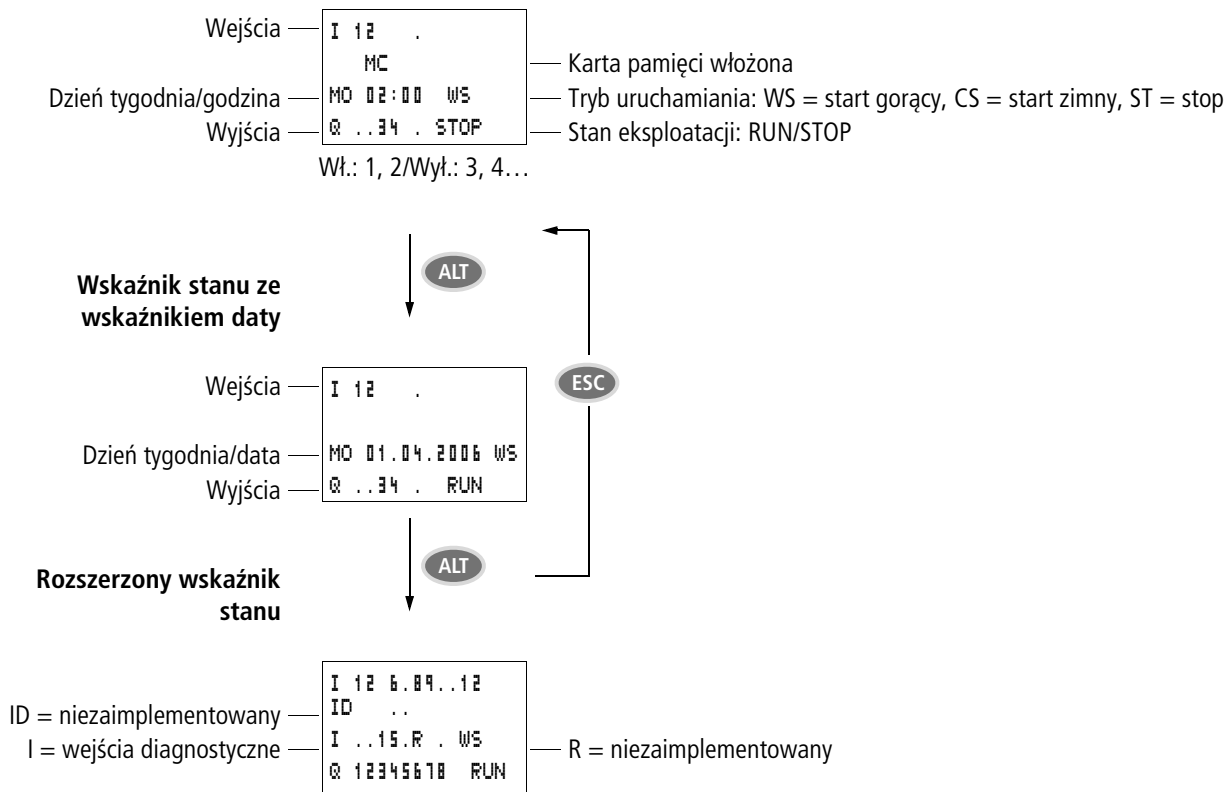 Wejścia
I 12 .
MC
Karta pamięci włożona
Dzień tygodnia/godzina
MO 02:00 WS
Tryb uruchamiania: WS = start gorący, CS = start zimny, ST = stop
Wyjścia
Q ..34 . STOP
Stan eksploatacji: RUN/STOP
Wł.: 1, 2/Wył.: 3, 4…
ALT
Wskaźnik stanu ze
wskaźnikiem daty
Wejścia
I 12 .
ESC
Dzień tygodnia/data
MO 01.04.2006 WS
Wyjścia
Q ..34 . RUN
ALT
Rozszerzony wskaźnik
stanu
I 12 6.89..12
ID = niezaimplementowany
ID ..
I = wejścia diagnostyczne
I ..15.R . WS
R = niezaimplementowany
Q 12345678 RUN